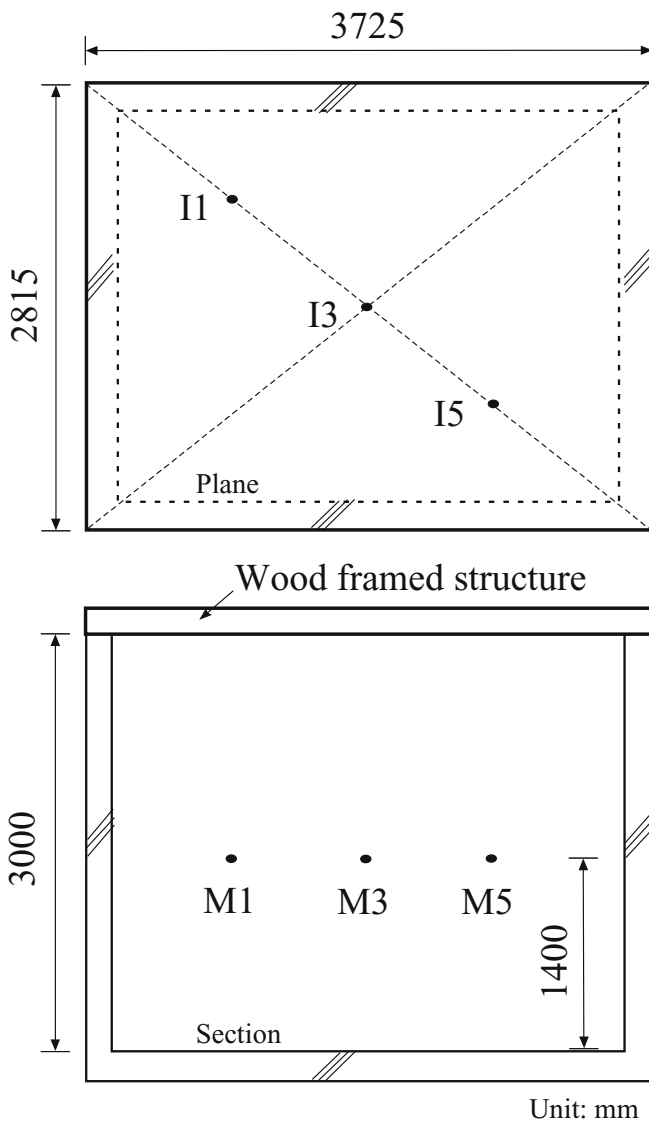 3725
2815
I1
I3
I5
Plane
Wood framed structure
3000
M1 M3 M5
1400
Section
Unit: mm